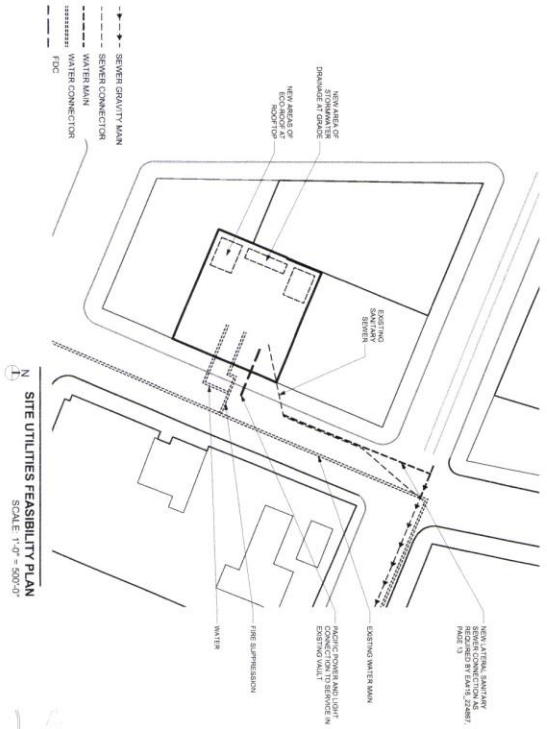 SEWER GRAVITY MAIN
SEWER CONNECTOR
WATER MAIN
WATER CONNECTOR
FDC
NEW AREA OF
STORMWATER
DRAINAGE AT GRADE
NEW AREAS OF
ECO-ROOF AT
ROOFTOP
EXISTING
SANITARY
SEWER
NEW LATERAL SANITARY
SEWER CONNECTION AS
REQUIRED BY EA#18_224867,
PAGE 13
EXISTING WATER MAIN
PACIFIC POWER AND LIGHT
CONNECTION TO SERVICE IN
EXISTING VAULT
FIRE SUPPRESSION
WATER
N
SITE UTILITIES FEASIBILITY PLAN
SCALE: 1'-0" = 500'-0"